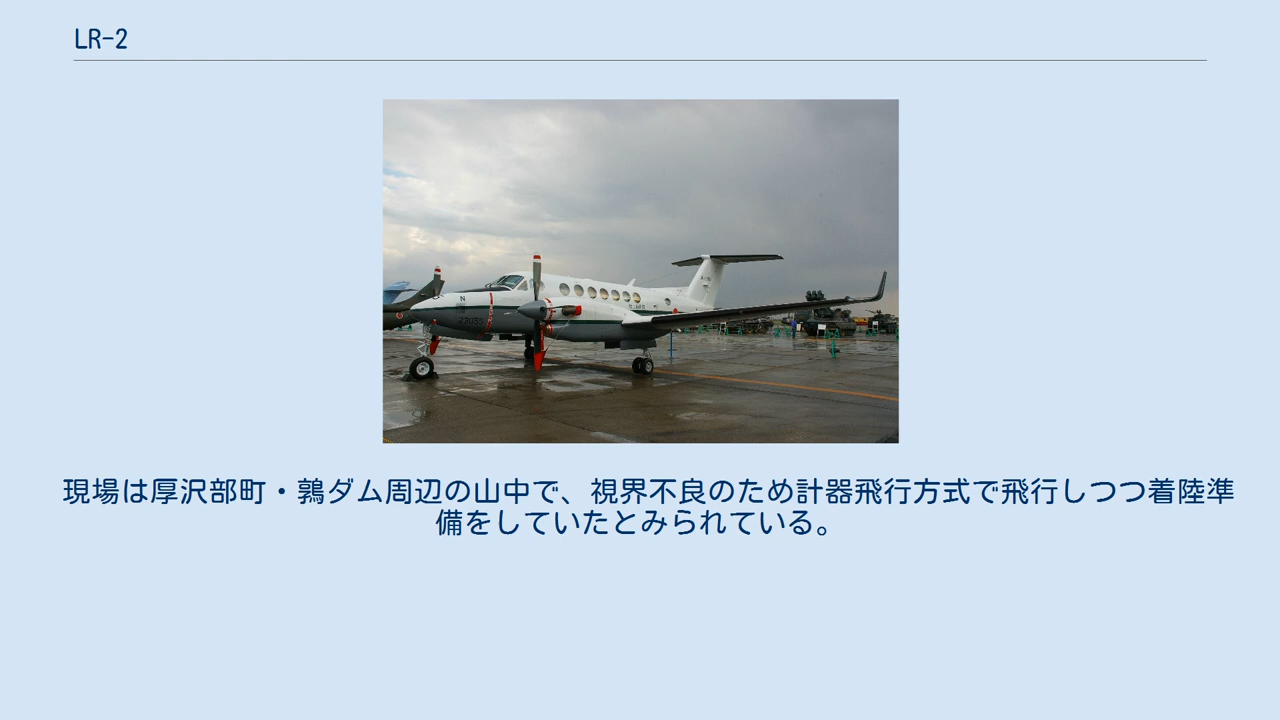 LR-2
N
現場は厚沢部町・鶉ダム周辺の山中で、視界不良のため計器飛行方式で飛行しつつ着陸準
備をしていたとみられている。